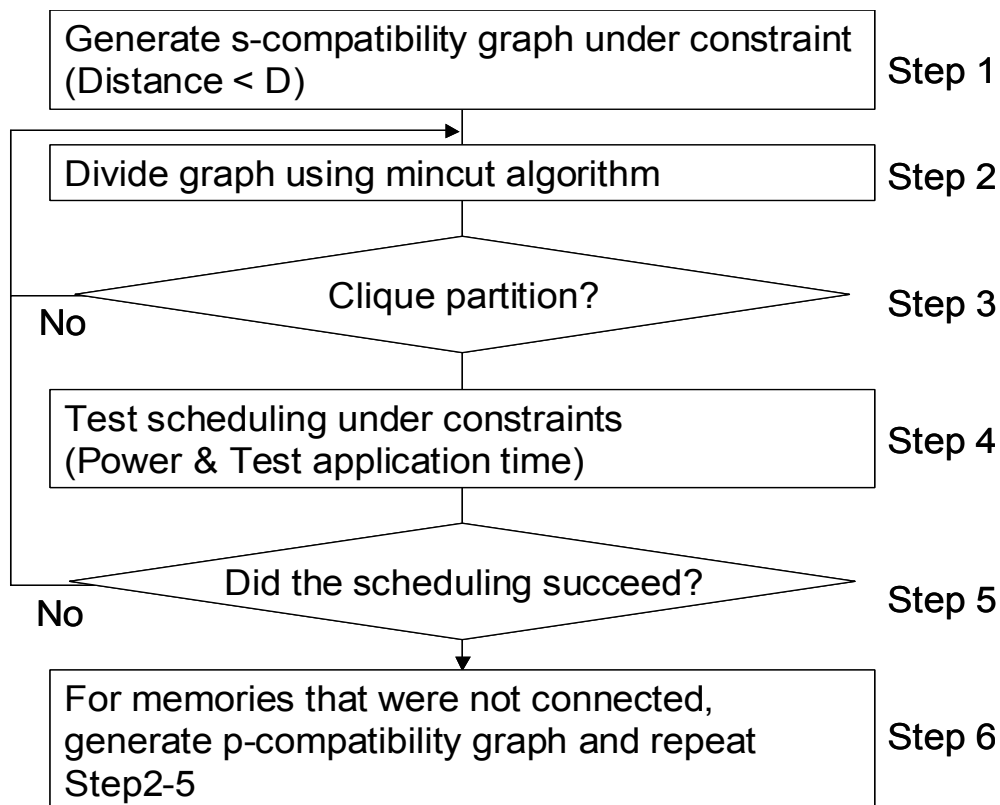 Generate s-compatibility graph under constraint
(Distance < D)
Step 1
Divide graph using mincut algorithm
Step 2
Clique partition?
Step 3
No
Test scheduling under constraints
(Power & Test application time)
Step 4
Did the scheduling succeed?
Step 5
No
For memories that were not connected,
generate p-compatibility graph and repeat
Step2-5
Step 6